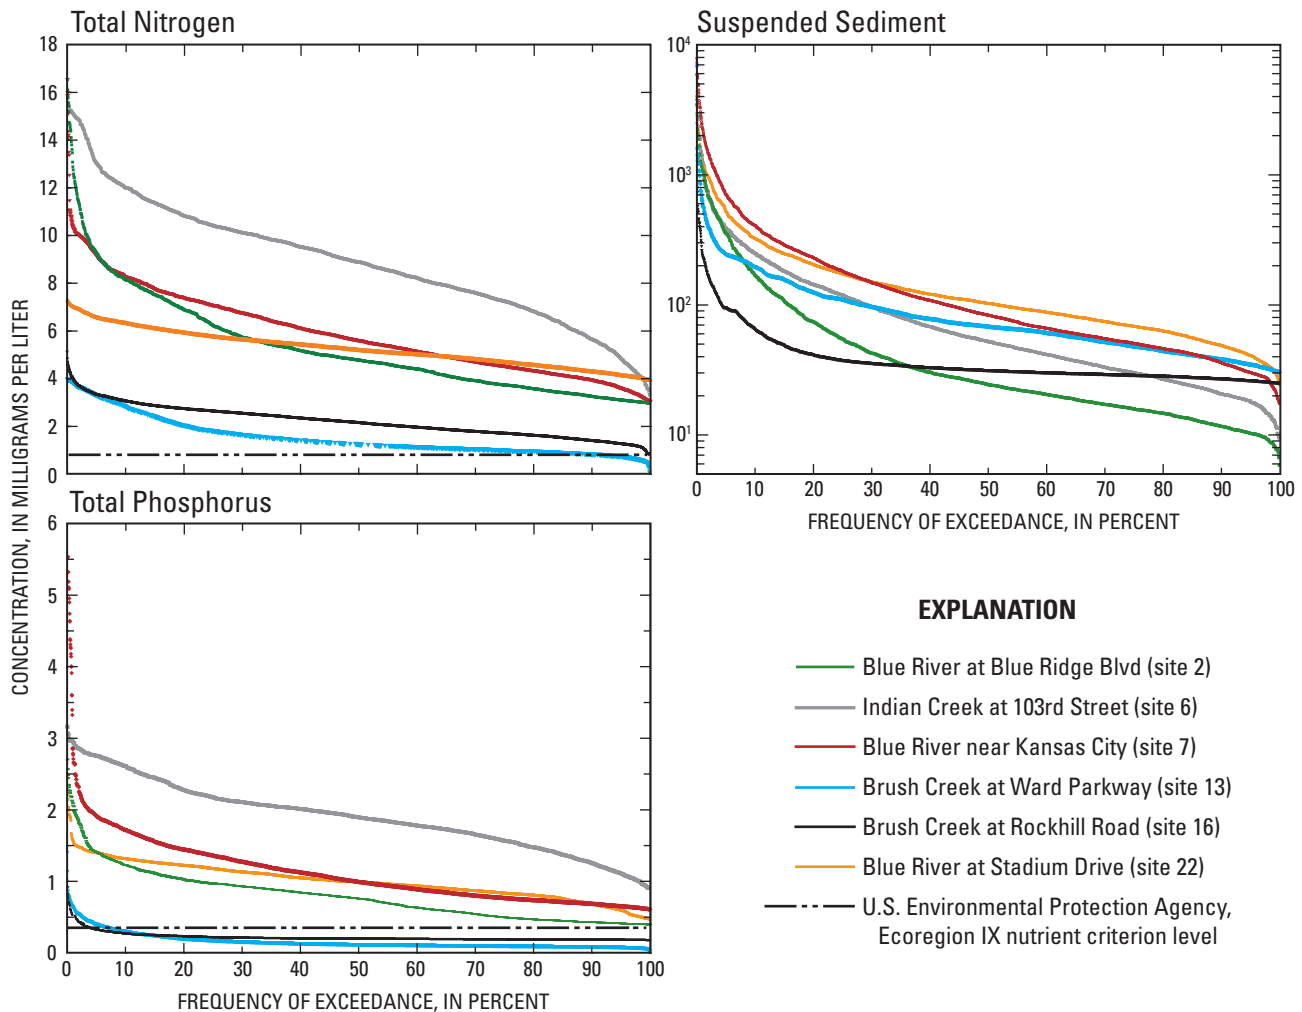 Total Nitrogen
18
16
14
12
10
8
6
4
2
0
Total Phosphorus
6
5
4
3
2
1
0
0 10 20 30 40 50 60 70 80 90 100
FREQUENCY OF EXCEEDANCE, IN PERCENT
CONCENTRATION, IN MILLIGRAMS PER LITER
Suspended Sediment
10⁴
10³
10²
10¹
0 10 20 30 40 50 60 70 80 90 100
FREQUENCY OF EXCEEDANCE, IN PERCENT
EXPLANATION
Blue River at Blue Ridge Blvd (site 2)
Indian Creek at 103rd Street (site 6)
Blue River near Kansas City (site 7)
Brush Creek at Ward Parkway (site 13)
Brush Creek at Rockhill Road (site 16)
Blue River at Stadium Drive (site 22)
U.S. Environmental Protection Agency,
Ecoregion IX nutrient criterion level